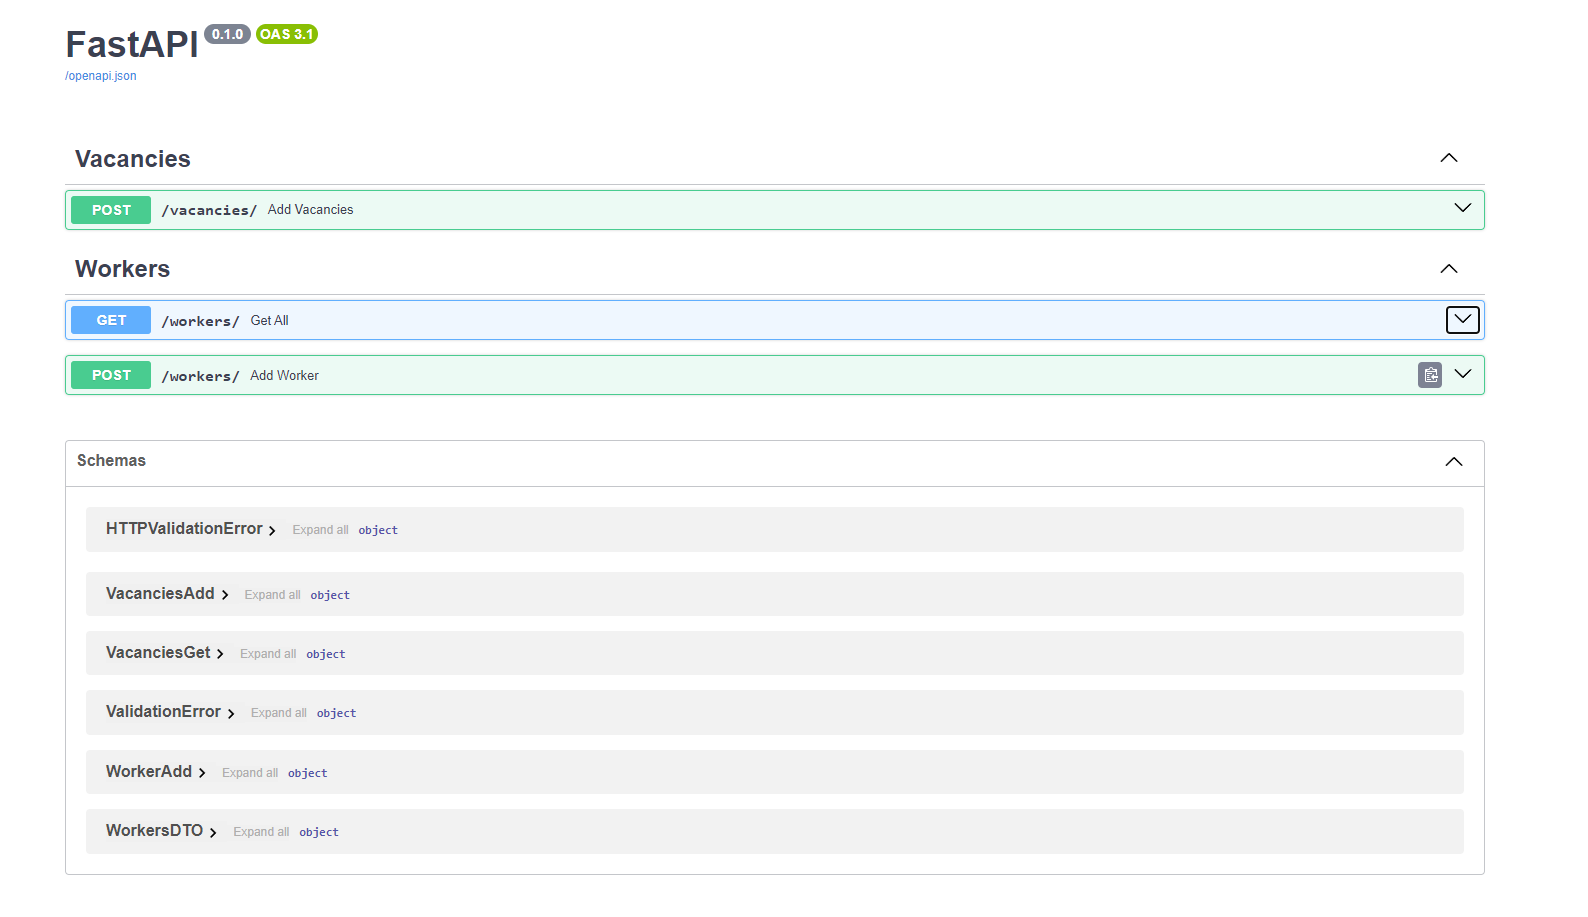 FastAPI 0.1.0 OAS 3.1
/openapi.json
Vacancies
POST /vacancies/ Add Vacancies
Workers
GET /workers/ Get All
POST /workers/ Add Worker
Schemas
HTTPValidationError Expand all object
VacanciesAdd Expand all object
VacanciesGet Expand all object
ValidationError Expand all object
WorkerAdd Expand all object
WorkersDTO Expand all object